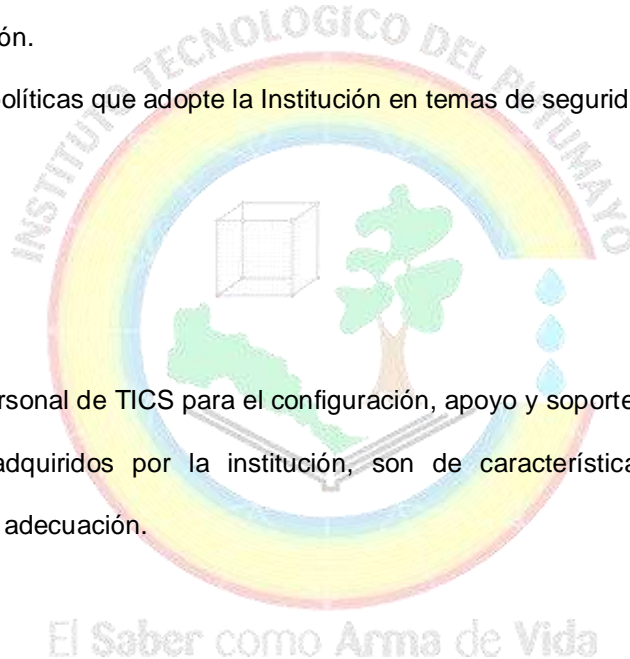 ón.
INSTITUTO TECNOLOGICO DEL PUTUMAYO
olíticas que adopte la Institución en temas de segurid
rsonal de TICS para el configuración, apoyo y soporte
adquiridos por la institución, son de característica
adecuación.
El Saber como Arma de Vida